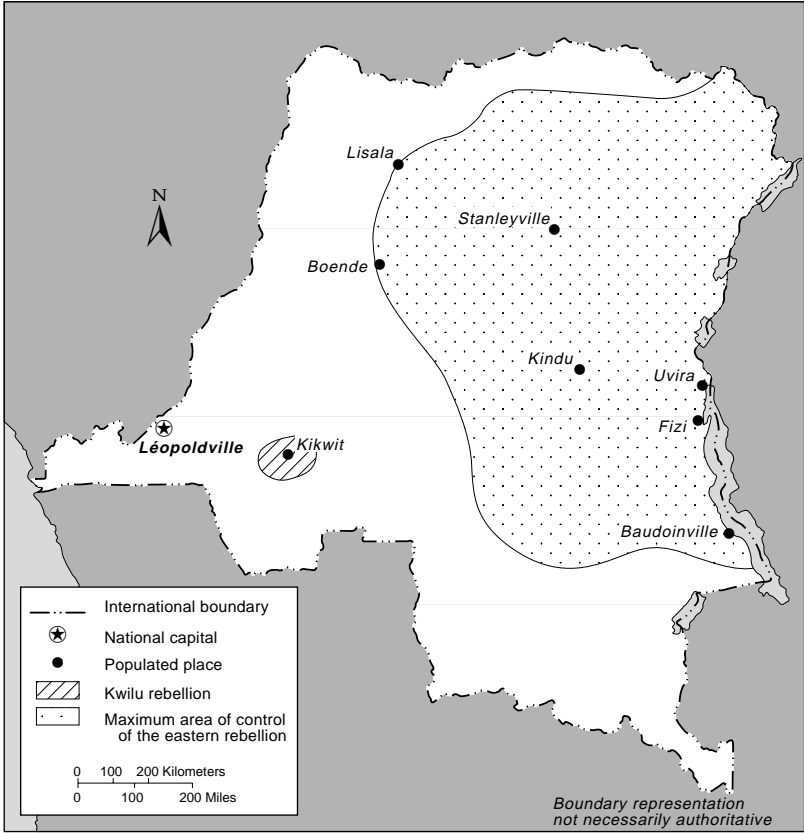 Lisala
N
Stanleyville
Boende
Kindu
Uvira
Fizi
Léopoldville
Kikwit
Baudoinville
International boundary
National capital
Populated place
Kwilu rebellion
Maximum area of control
of the eastern rebellion
0 100 200 Kilometers
0 100 200 Miles
Boundary representation
not necessarily authoritative